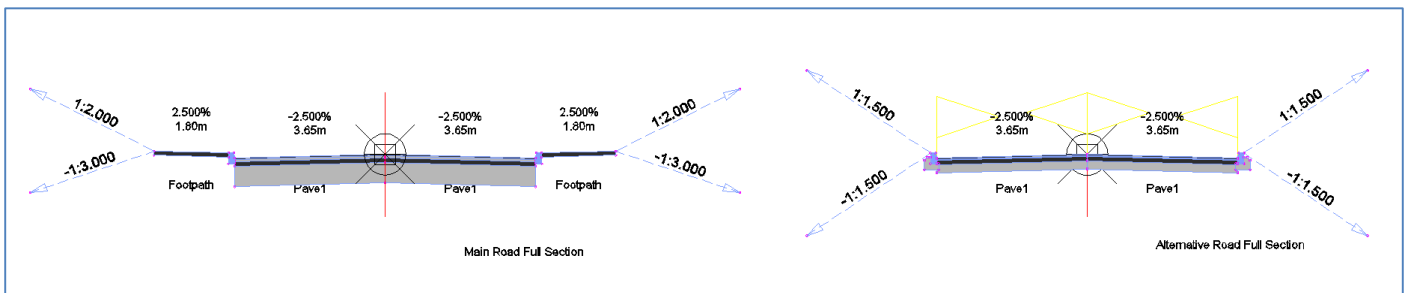 1:2.000
2.500%
1.80m
-2.500%
3.65m
-2.500%
3.65m
2.500%
1.80m
1:2.000
-1:3.000
Footpath
Pave1
Pave1
Footpath
-1:3.000
Main Road Full Section
1:1.500
-2.500%
3.65m
-2.500%
3.65m
1:1.500
-1:1.500
Pave1
Pave1
-1:1.500
Alternative Road Full Section